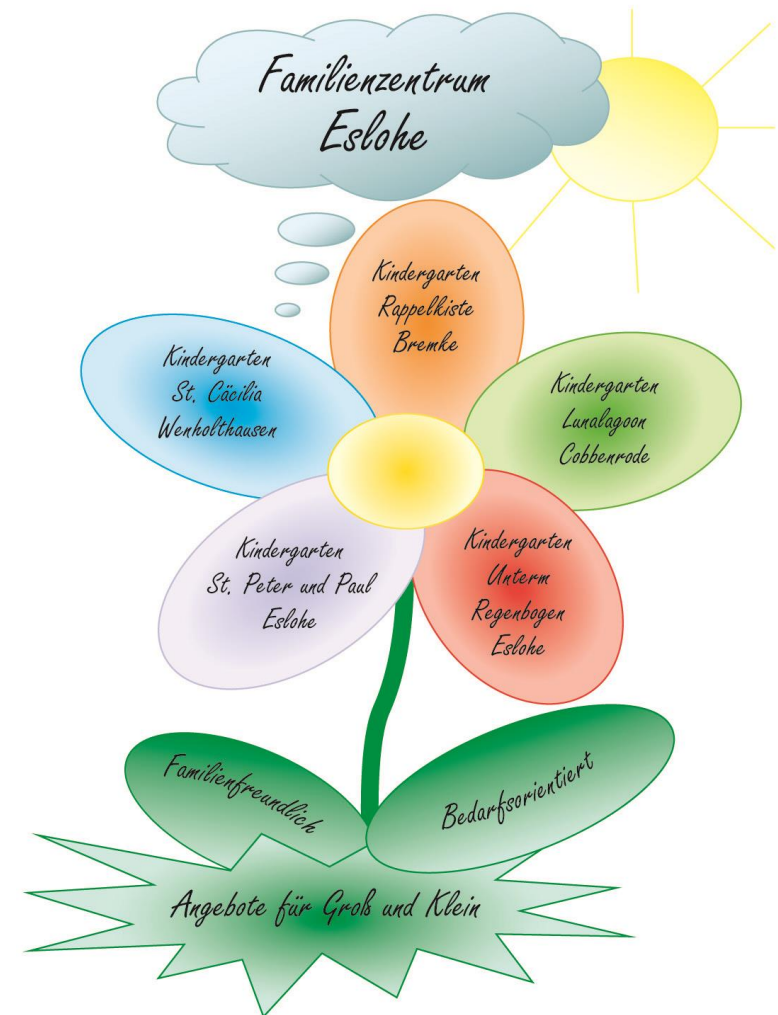 Familienzentrum
Eslohe
Kindergarten
Rappelkiste
Bremke
Kindergarten
St. Cäcilia
Wenholthausen
Kindergarten
Lunalagoon
Cobbenrode
Kindergarten
St. Peter und Paul
Eslohe
Kindergarten
Unterm
Regenbogen
Eslohe
Familienfreundlich
Bedarfsorientiert
Angebote für Groß und Klein